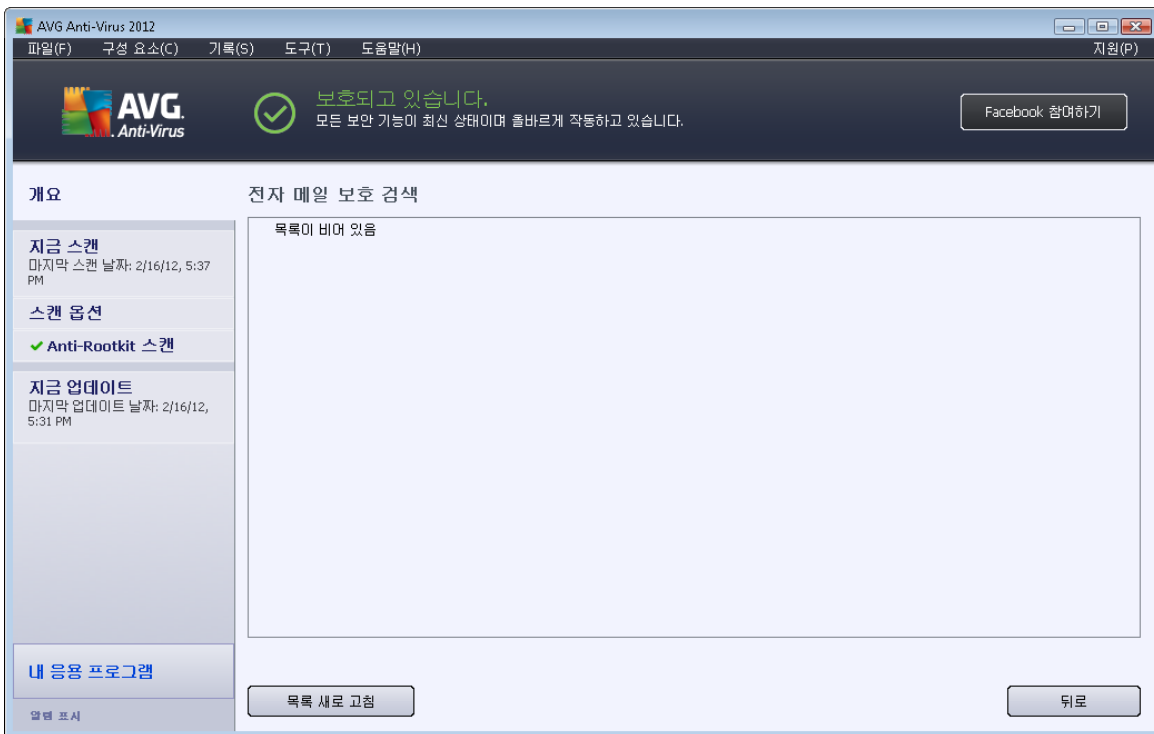 AVG Anti-Virus 2012
파일(F) 구성 요소(C) 기록(S) 도구(T) 도움말(H) 지원(P)
AVG.
Anti-Virus
보호되고 있습니다.
모든 보안 기능이 최신 상태이며 올바르게 작동하고 있습니다.
Facebook 참여하기
개요
지금 스캔
마지막 스캔 날짜: 2/16/12, 5:37
PM
스캔 옵션
Anti-Rootkit 스캔
지금 업데이트
마지막 업데이트 날짜: 2/16/12,
5:31 PM
내 응용 프로그램
알림 표시
전자 메일 보호 검색
목록이 비어 있음
목록 새로 고침
뒤로